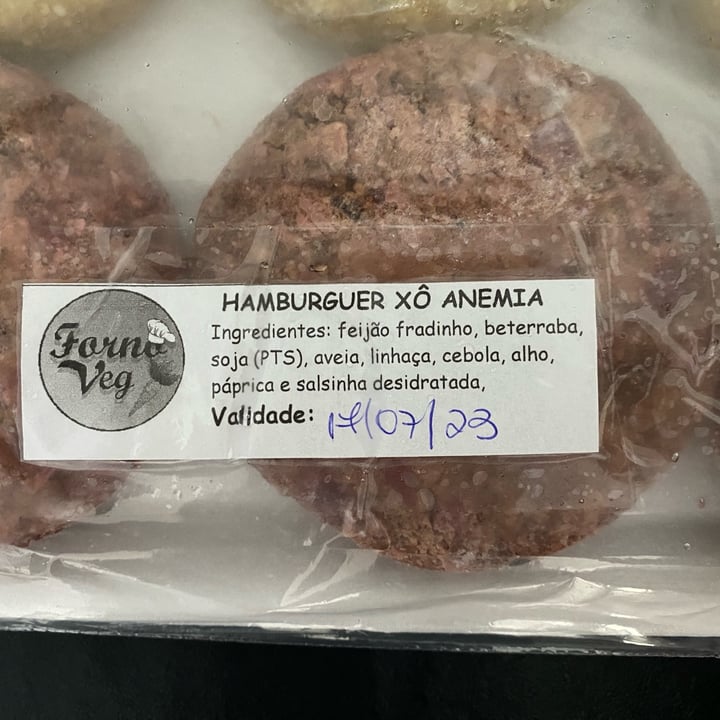 Forno
Veg
HAMBURGUER XÔ ANEMIA
Ingredientes: feijão fradinho, beterraba,
soja (PTS), aveia, linhaça, cebola, alho,
páprica e salsinha desidratada,
Validade: 17/07/23